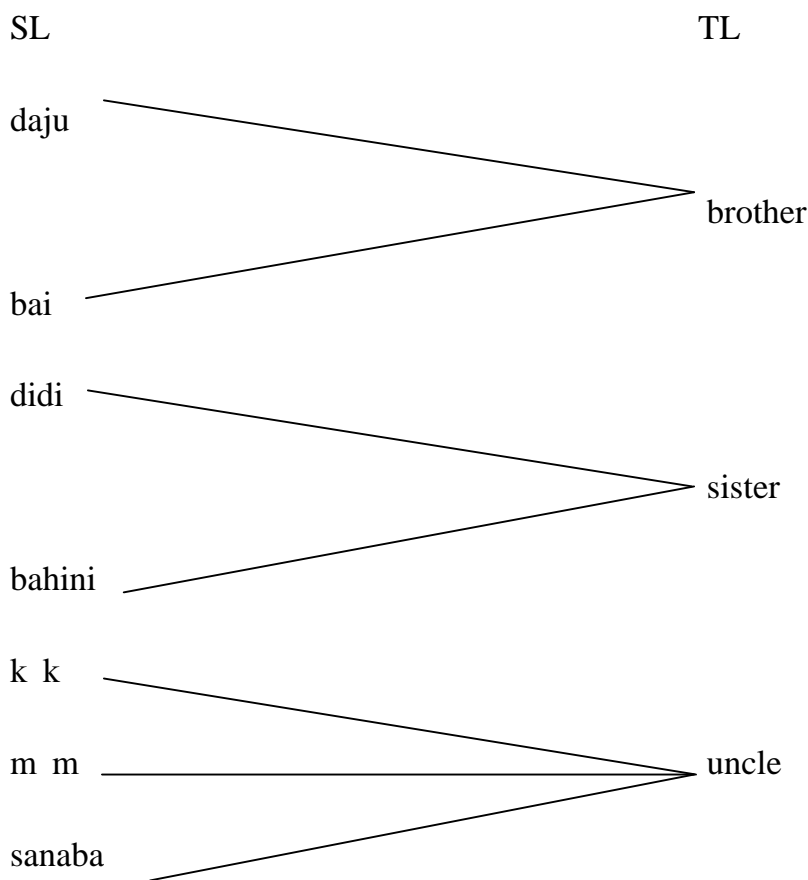 SL TL
daju
brother
bai
didi
sister
bahini
k k
m m uncle
sanaba